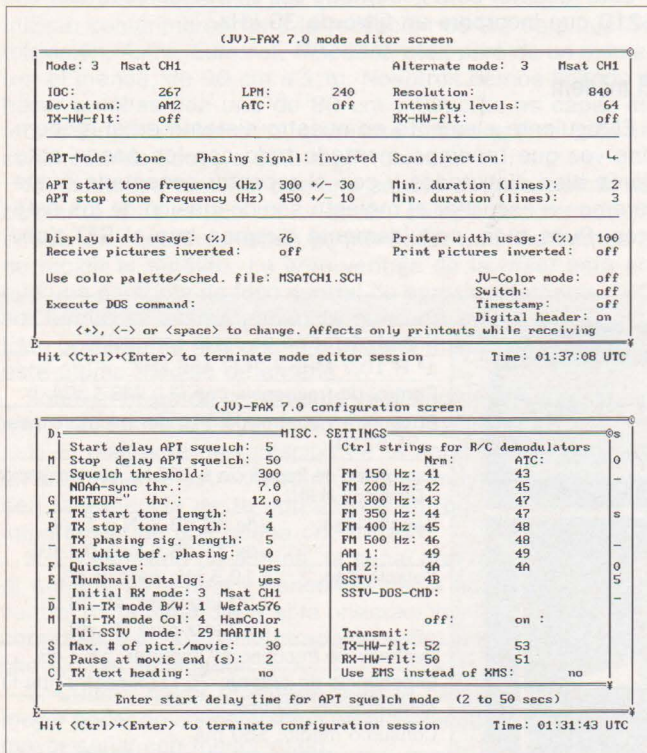 (JV)-FAX 7.0 mode editor screen
Mode: 3 Msat CH1 Alternate mode: 3 Msat CH1
IOC: 267 LPM: 240 Resolution: 840
Deviation: AM2 ATC: off Intensity levels: 64
TX-HW-flt: off RX-HW-flt: off
APT-Mode: tone Phasing signal: inverted Scan direction: ↳
APT start tone frequency (Hz) 300 +/- 30 Min. duration (lines): 2
APT stop tone frequency (Hz) 450 +/- 10 Min. duration (lines): 3
Display width usage: (%) 76 Printer width usage: (%) 100
Receive pictures inverted: off Print pictures inverted: off
Use color palette/sched. file: MSATCH1.SCH JV-Color mode: off
Switch: off
Execute DOS command: Timestamp: off
Digital header: on
<+>, <-> or <space> to change. Affects only printouts while receiving
Hit <Ctrl>+<Enter> to terminate mode editor session Time: 01:37:08 UTC
(JV)-FAX 7.0 configuration screen
MISC. SETTINGS
Start delay APT squelch: 5 Ctrl strings for R/C demodulators
Stop delay APT squelch: 50 Nrm: ATC:
Squelch threshold: 300 FM 150 Hz: 41 43
NOAA-sync thr.: 7.0 FM 200 Hz: 42 45
METEOR-" thr.: 12.0 FM 300 Hz: 43 47
TX start tone length: 4 FM 350 Hz: 44 47
TX stop tone length: 4 FM 400 Hz: 45 48
TX phasing sig. length: 5 FM 500 Hz: 46 48
TX white bef. phasing: 0 AM 1: 49 49
Quicksave: yes AM 2: 4A 4A
Thumbnail catalog: yes SSTV: 4B
Initial RX mode: 3 Msat CH1 SSTV-DOS-CMD:
Ini-TX mode B/W: 1 Wefax576
Ini-TX mode Col: 4 HamColor off: on :
Ini-SSTV mode: 29 MARTIN 1 Transmit:
Max. # of pict./movie: 30 TX-HW-flt: 52 53
Pause at movie end (s): 2 RX-HW-flt: 50 51
TX text heading: no Use EMS instead of XMS: no
Enter start delay time for APT squelch mode (2 to 50 secs)
Hit <Ctrl>+<Enter> to terminate configuration session Time: 01:31:43 UTC